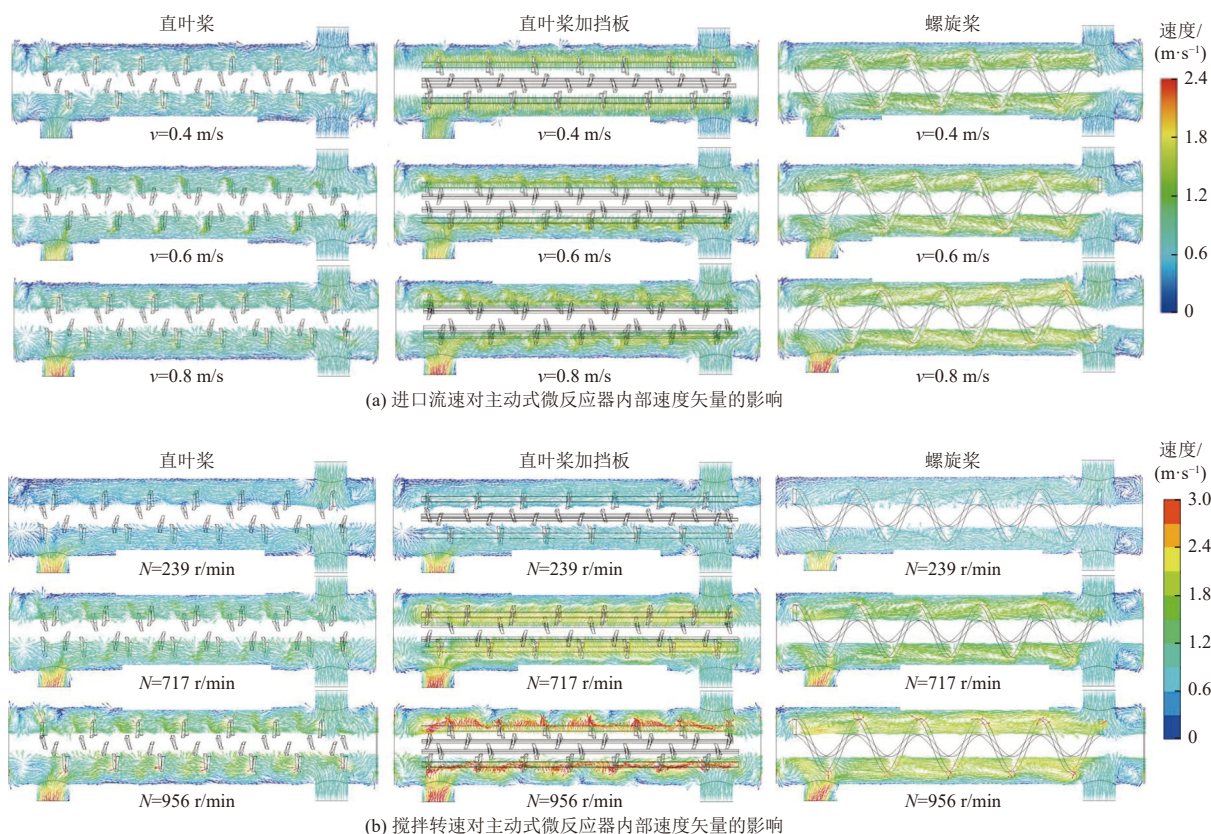 直叶桨
直叶桨加挡板
螺旋桨
速度/
(m·s⁻¹)
2.4
1.8
1.2
0.6
0
v=0.4 m/s
v=0.4 m/s
v=0.4 m/s
v=0.6 m/s
v=0.6 m/s
v=0.6 m/s
v=0.8 m/s
v=0.8 m/s
v=0.8 m/s
(a) 进口流速对主动式微反应器内部速度矢量的影响
直叶桨
直叶桨加挡板
螺旋桨
速度/
(m·s⁻¹)
3.0
2.4
1.8
1.2
0.6
0
N=239 r/min
N=239 r/min
N=239 r/min
N=717 r/min
N=717 r/min
N=717 r/min
N=956 r/min
N=956 r/min
N=956 r/min
(b) 搅拌转速对主动式微反应器内部速度矢量的影响